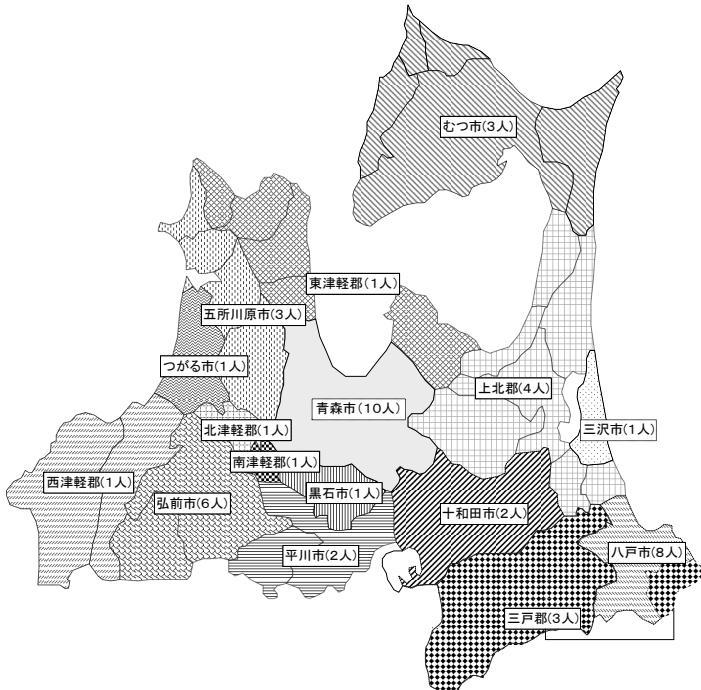 むつ市(3人)
東津軽郡(1人)
五所川原市(3人)
つがる市(1人)
上北郡(4人)
青森市(10人)
北津軽郡(1人)
三沢市(1人)
南津軽郡(1人)
西津軽郡(1人)
黒石市(1人)
弘前市(6人)
十和田市(2人)
平川市(2人)
八戸市(8人)
三戸郡(3人)